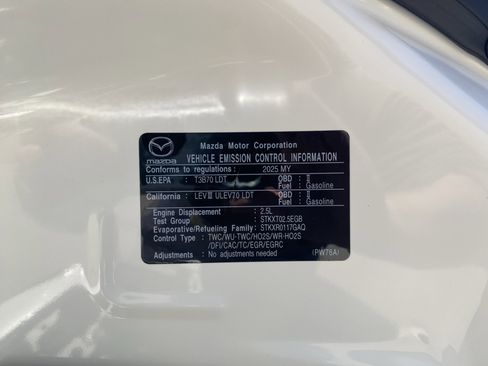 Mazda Motor Corporation
mazda VEHICLE EMISSION CONTROL INFORMATION
Conforms to regulations : 2025 MY
U.S.EPA : T3B70 LDT OBD : II
Fuel : Gasoline
California : LEVIII ULEV70 LDT OBD : II
Fuel : Gasoline
Engine Displacement : 2.5L
Test Group : STKXT02.5EGB
Evaporative/Refueling Family : STKXR0117GAQ
Control Type : TWC/WU-TWC/HO2S/WR-HO2S
/DFI/CAC/TC/EGR/EGRC
Adjustments : No adjustments needed (PW78A)